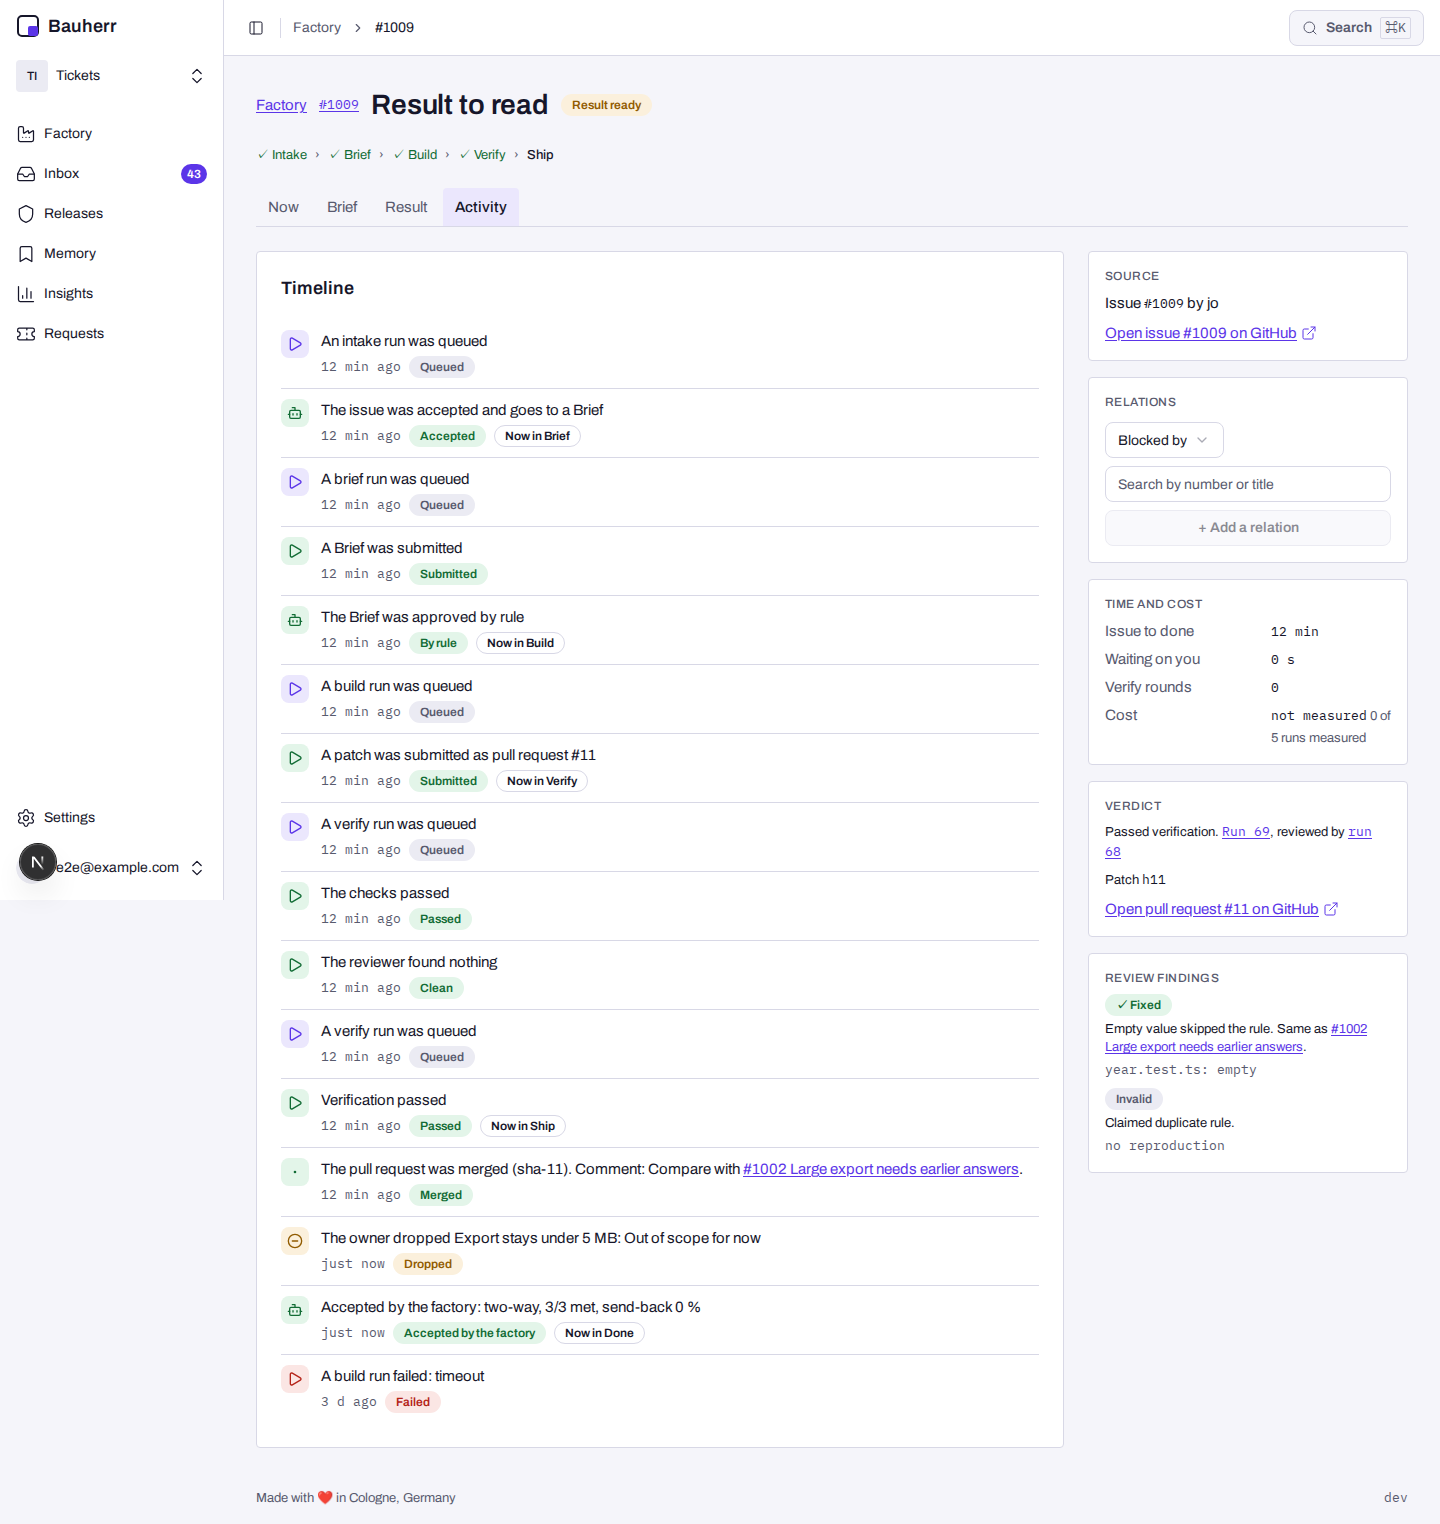 Bauherr
TI Tickets
Factory
Inbox 43
Releases
Memory
Insights
Requests
Settings
N e2e@example.com
Factory > #1009
Search ⌘K
Factory #1009 Result to read Result ready
✓ Intake › ✓ Brief › ✓ Build › ✓ Verify › Ship
Now Brief Result Activity
Timeline
An intake run was queued
12 min ago Queued
The issue was accepted and goes to a Brief
12 min ago Accepted Now in Brief
A brief run was queued
12 min ago Queued
A Brief was submitted
12 min ago Submitted
The Brief was approved by rule
12 min ago By rule Now in Build
A build run was queued
12 min ago Queued
A patch was submitted as pull request #11
12 min ago Submitted Now in Verify
A verify run was queued
12 min ago Queued
The checks passed
12 min ago Passed
The reviewer found nothing
12 min ago Clean
A verify run was queued
12 min ago Queued
Verification passed
12 min ago Passed Now in Ship
The pull request was merged (sha-11). Comment: Compare with #1002 Large export needs earlier answers.
12 min ago Merged
The owner dropped Export stays under 5 MB: Out of scope for now
just now Dropped
Accepted by the factory: two-way, 3/3 met, send-back 0 %
just now Accepted by the factory Now in Done
A build run failed: timeout
3 d ago Failed
SOURCE
Issue #1009 by jo
Open issue #1009 on GitHub
RELATIONS
Blocked by
Search by number or title
+ Add a relation
TIME AND COST
Issue to done 12 min
Waiting on you 0 s
Verify rounds 0
Cost not measured 0 of
5 runs measured
VERDICT
Passed verification. Run 69, reviewed by run
68
Patch h11
Open pull request #11 on GitHub
REVIEW FINDINGS
✓ Fixed
Empty value skipped the rule. Same as #1002
Large export needs earlier answers.
year.test.ts: empty
Invalid
Claimed duplicate rule.
no reproduction
Made with ❤️ in Cologne, Germany
dev